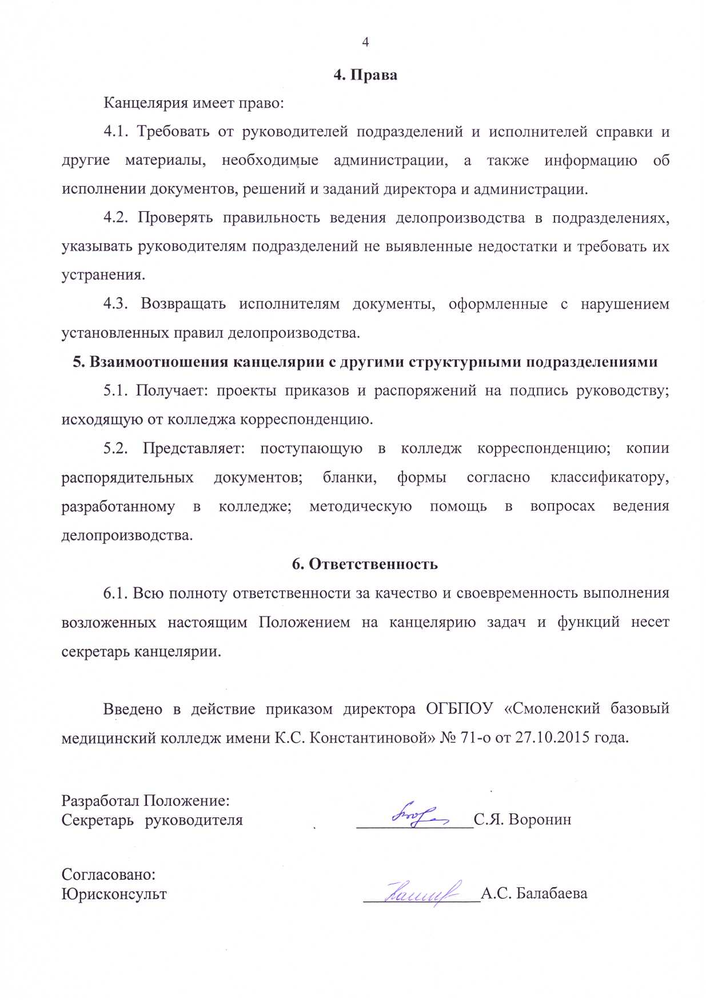 4
4. Права
Канцелярия имеет право:
4.1. Требовать от руководителей подразделений и исполнителей справки и
другие материалы, необходимые администрации, а также информацию об
исполнении документов, решений и заданий директора и администрации.
4.2. Проверять правильность ведения делопроизводства в подразделениях,
указывать руководителям подразделений не выявленные недостатки и требовать их
устранения.
4.3. Возвращать исполнителям документы, оформленные с нарушением
установленных правил делопроизводства.
5. Взаимоотношения канцелярии с другими структурными подразделениями
5.1. Получает: проекты приказов и распоряжений на подпись руководству;
исходящую от колледжа корреспонденцию.
5.2. Представляет: поступающую в колледж корреспонденцию; копии
распорядительных документов; бланки, формы согласно классификатору,
разработанному в колледже; методическую помощь в вопросах ведения
делопроизводства.
6. Ответственность
6.1. Всю полноту ответственности за качество и своевременность выполнения
возложенных настоящим Положением на канцелярию задач и функций несет
секретарь канцелярии.
Введено в действие приказом директора ОГБПОУ «Смоленский базовый
медицинский колледж имени К.С. Константиновой» № 71-о от 27.10.2015 года.
Разработал Положение:
Секретарь руководителя С.Я. Воронин
Согласовано:
Юрисконсульт А.С. Балабаева